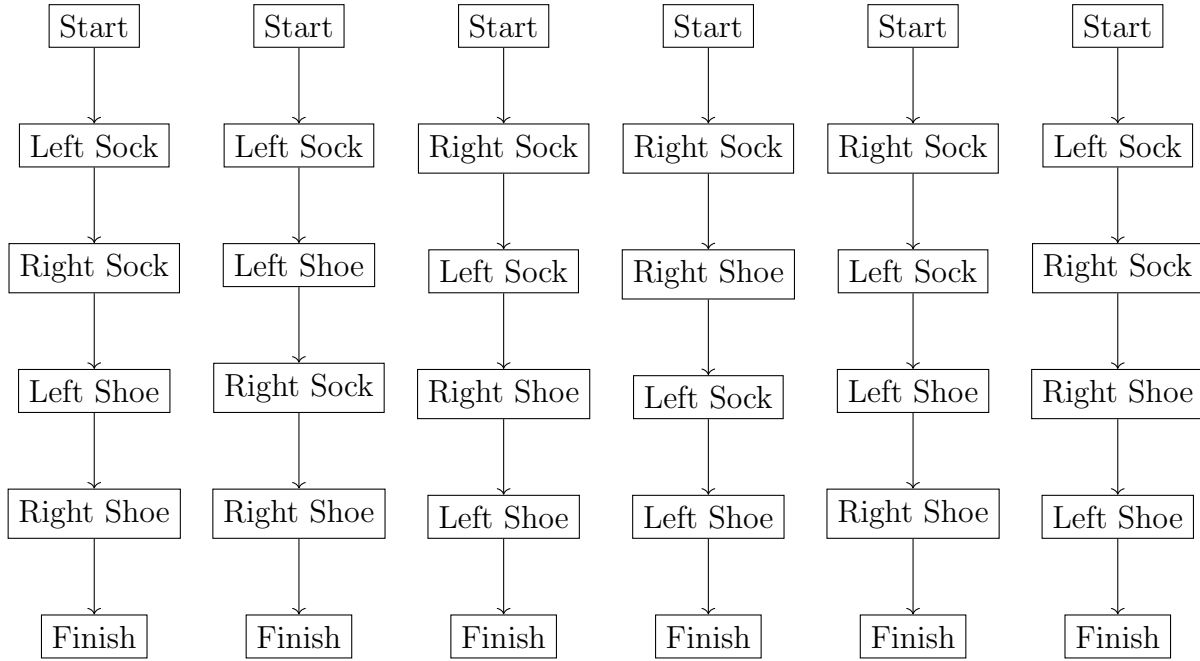 Start Start Start Start Start Start
Left Sock Left Sock Right Sock Right Sock Right Sock Left Sock
Right Sock Left Shoe Left Sock Right Shoe Left Sock Right Sock
Left Shoe Right Sock Right Shoe Left Sock Left Shoe Right Shoe
Right Shoe Right Shoe Left Shoe Left Shoe Right Shoe Left Shoe
Finish Finish Finish Finish Finish Finish